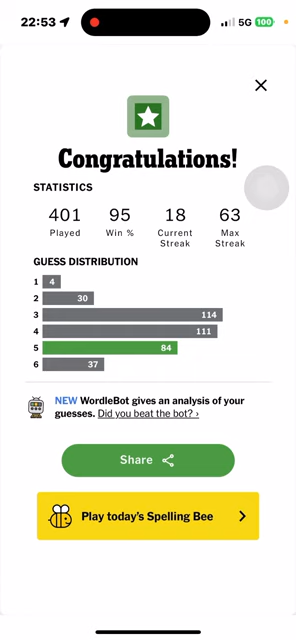 22:53 5G 100
Congratulations!
STATISTICS
401 95 18 63
Played Win % Current Streak Max Streak
GUESS DISTRIBUTION
1 4
2 30
3 114
4 111
5 84
6 37
NEW WordleBot gives an analysis of your
guesses. Did you beat the bot? ›
Share
Play today's Spelling Bee